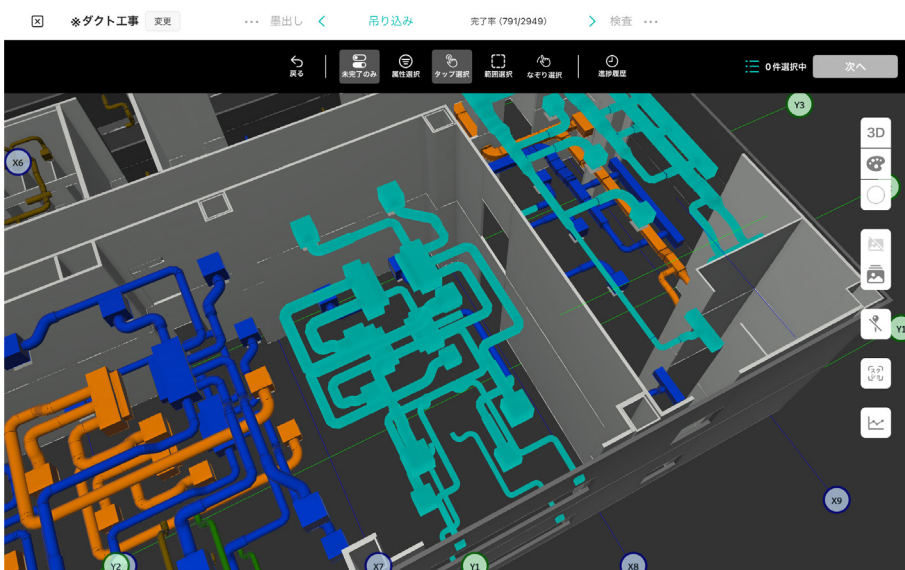 ※ダクト工事 変更 … 墨出し < 吊り込み 完了率 (791/2949) > 検査 …
戻る 未完了のみ 属性選択 タップ選択 範囲選択 なぞり選択 進捗履歴 0件選択中 次へ
Y3
3D
X6
Y1
X9
Y2
X7
Y1
X8